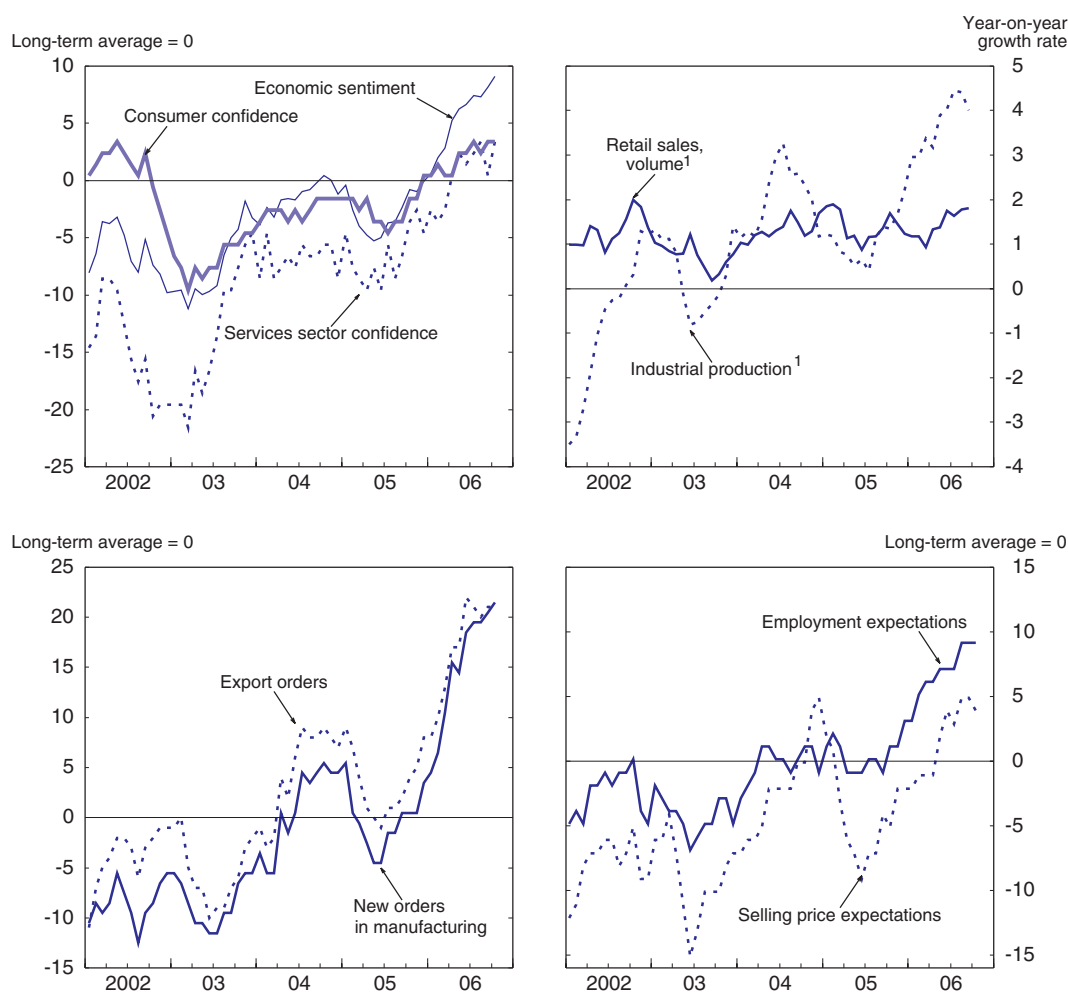 Long-term average = 0
10
5
0
-5
-10
-15
-20
-25
Economic sentiment
Consumer confidence
Services sector confidence
2002 03 04 05 06
Year-on-year
growth rate
5
4
3
2
1
0
-1
-2
-3
-4
Retail sales,
volume1
Industrial production1
2002 03 04 05 06
Long-term average = 0
25
20
15
10
5
0
-5
-10
-15
Export orders
New orders
in manufacturing
2002 03 04 05 06
Long-term average = 0
15
10
5
0
-5
-10
-15
Employment expectations
Selling price expectations
2002 03 04 05 06